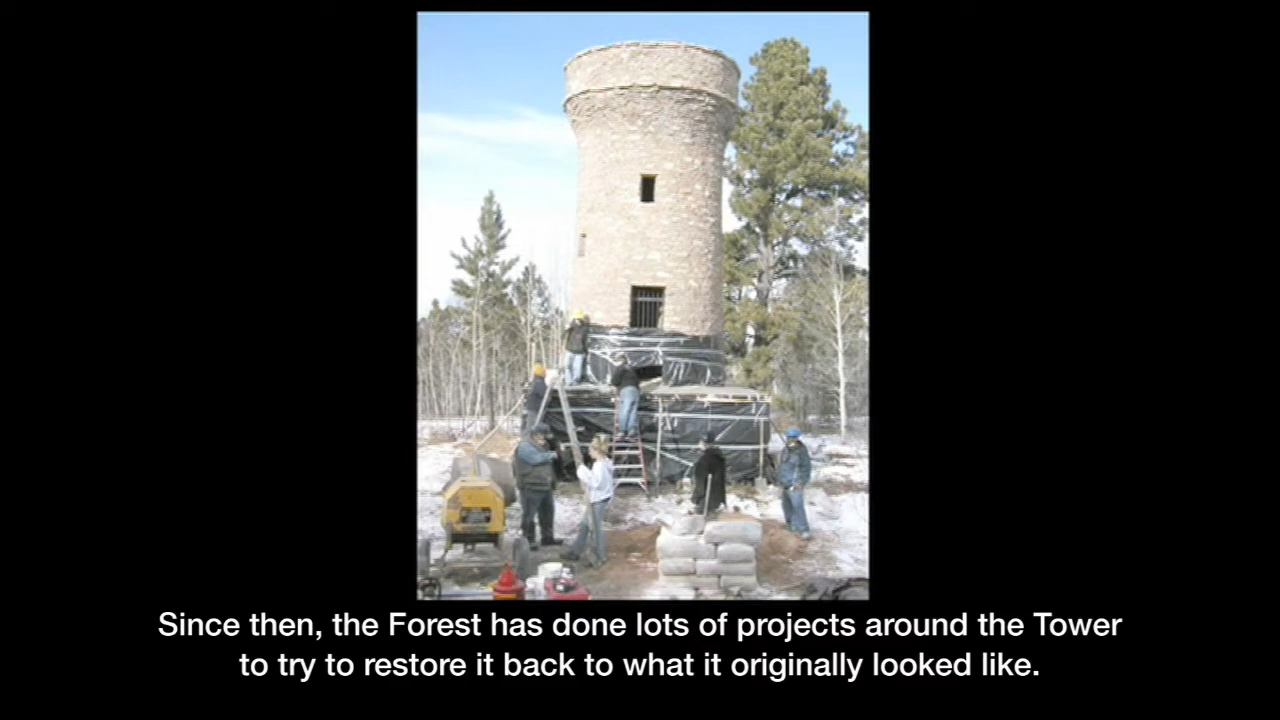 Since then, the Forest has done lots of projects around the Tower
to try to restore it back to what it originally looked like.